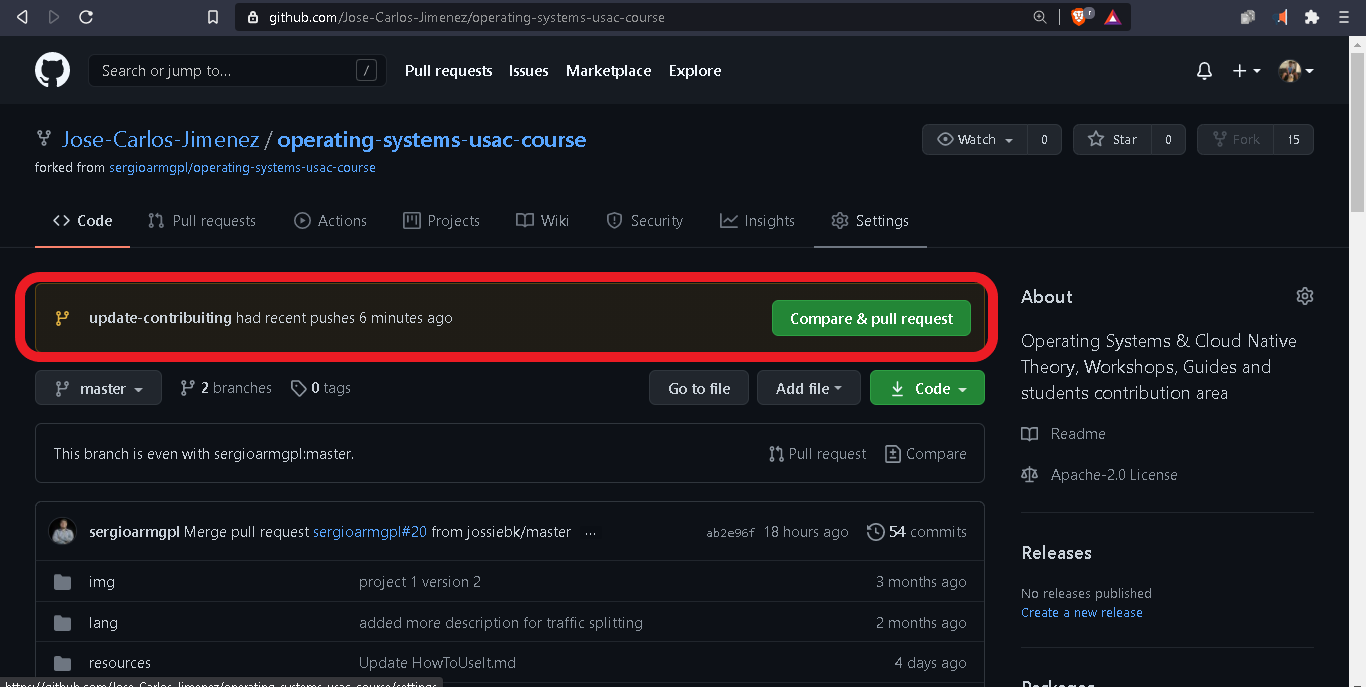 github.com/Jose-Carlos-Jimenez/operating-systems-usac-course
Search or jump to... / Pull requests Issues Marketplace Explore
Jose-Carlos-Jimenez / operating-systems-usac-course
Watch 0 Star 0 Fork 15
forked from sergioarmgpl/operating-systems-usac-course
Code Pull requests Actions Projects Wiki Security Insights Settings
update-contribuiting had recent pushes 6 minutes ago Compare & pull request
master 2 branches 0 tags Go to file Add file Code
This branch is even with sergioarmgpl:master. Pull request Compare
sergioarmgpl Merge pull request sergioarmgpl#20 from jossiebk/master ... ab2e96f 18 hours ago 54 commits
img project 1 version 2 3 months ago
lang added more description for traffic splitting 2 months ago
resources Update HowToUseIt.md 4 days ago
About
Operating Systems & Cloud Native
Theory, Workshops, Guides and
students contribution area
Readme
Apache-2.0 License
Releases
No releases published
Create a new release
Packages
https://github.com/Jose-Carlos-Jimenez/operating-systems-usac-course/settings